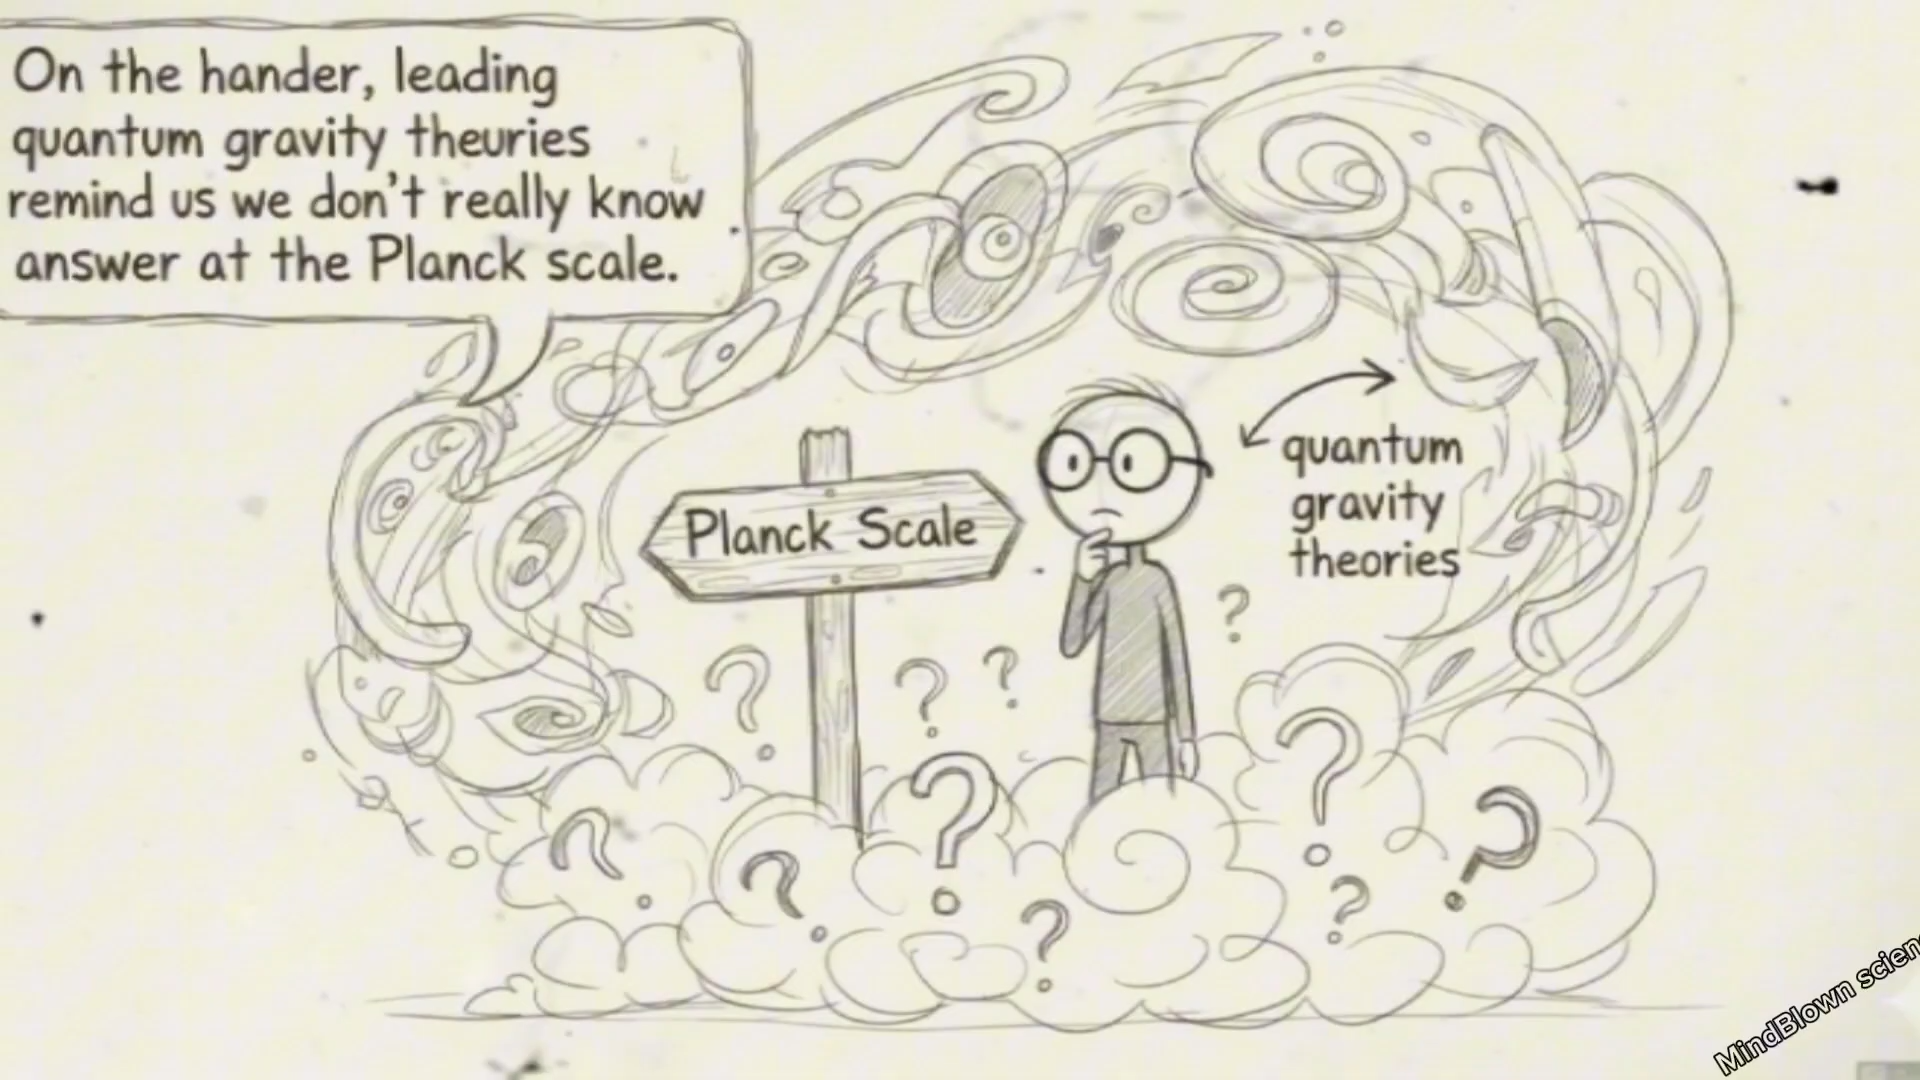 On the hander, leading
quantum gravity theuries
remind us we don't really know
answer at the Planck scale.
Planck Scale
quantum
gravity
theories
MindBlown scien